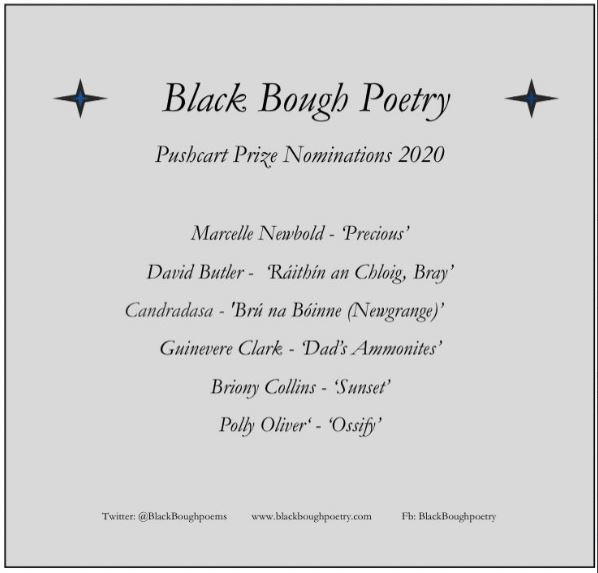 Black Bough Poetry
Pushcart Prize Nominations 2020
Marcelle Newbold - ‘Precious’
David Butler - ‘Ráithín an Chloig, Bray’
Candradasa - 'Brú na Bóinne (Newgrange)’
Guinevere Clark - ‘Dad’s Ammonites’
Briony Collins - ‘Sunset’
Polly Oliver‘ - ‘Ossify’
Twitter: @BlackBoughpoems www.blackboughpoetry.com Fb: BlackBoughpoetry